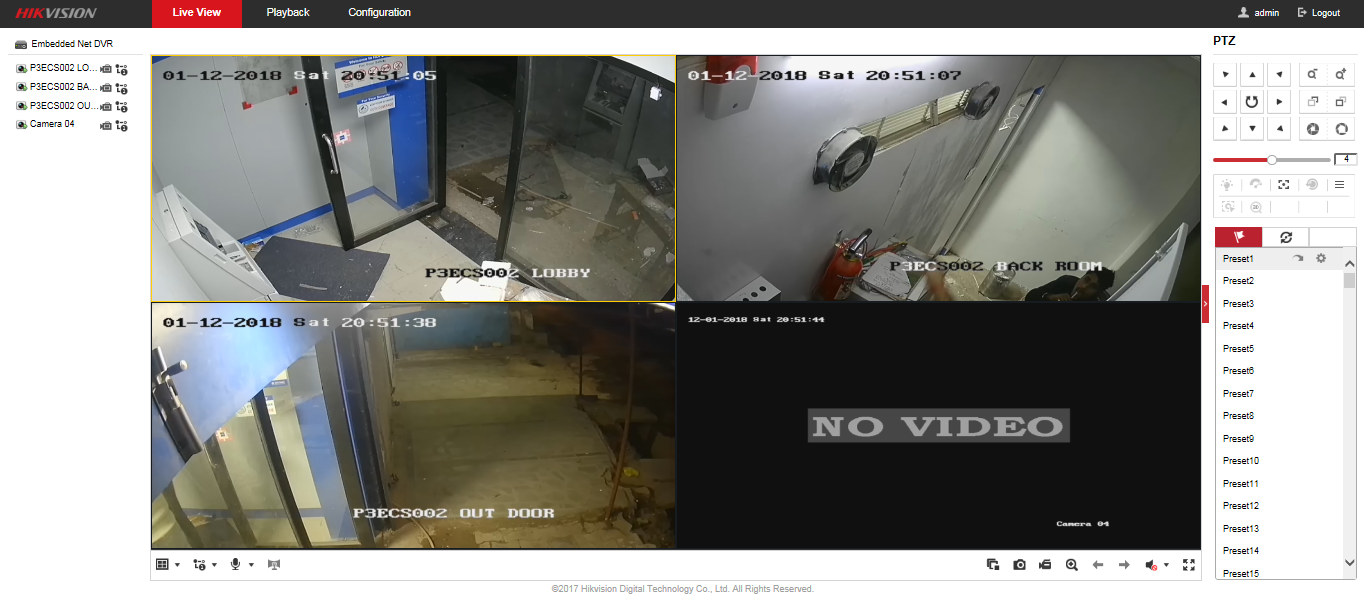 HIKVISION
Live View
Playback
Configuration
admin
Logout
Embedded Net DVR
P3ECS002 LO...
P3ECS002 BA...
P3ECS002 OU...
Camera 04
01-12-2018 Sat 20:51:05
P3ECS002 LOBBY
01-12-2018 Sat 20:51:07
P3ECS002 BACK ROOM
01-12-2018 Sat 20:51:38
P3ECS002 OUT DOOR
12-01-2018 Sat 20:51:44
NO VIDEO
Camera 04
PTZ
4
Preset1
Preset2
Preset3
Preset4
Preset5
Preset6
Preset7
Preset8
Preset9
Preset10
Preset11
Preset12
Preset13
Preset14
Preset15
©2017 Hikvision Digital Technology Co., Ltd. All Rights Reserved.